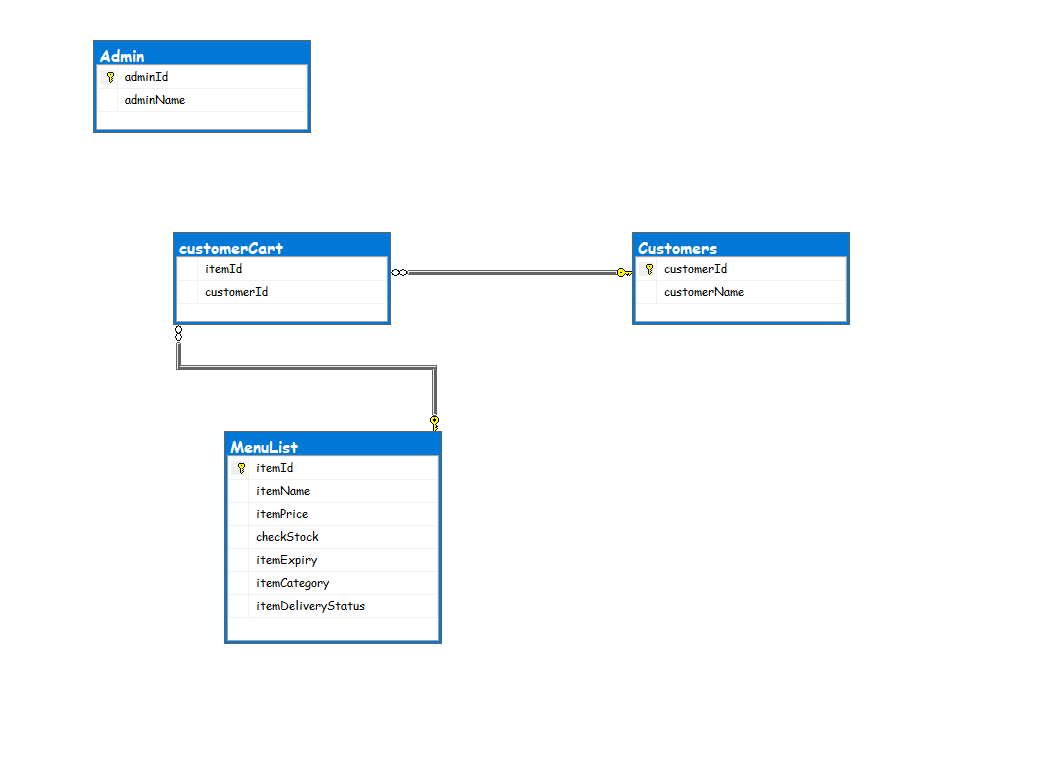 Admin
adminId
adminName
customerCart
itemId
customerId
Customers
customerId
customerName
MenuList
itemId
itemName
itemPrice
checkStock
itemExpiry
itemCategory
itemDeliveryStatus